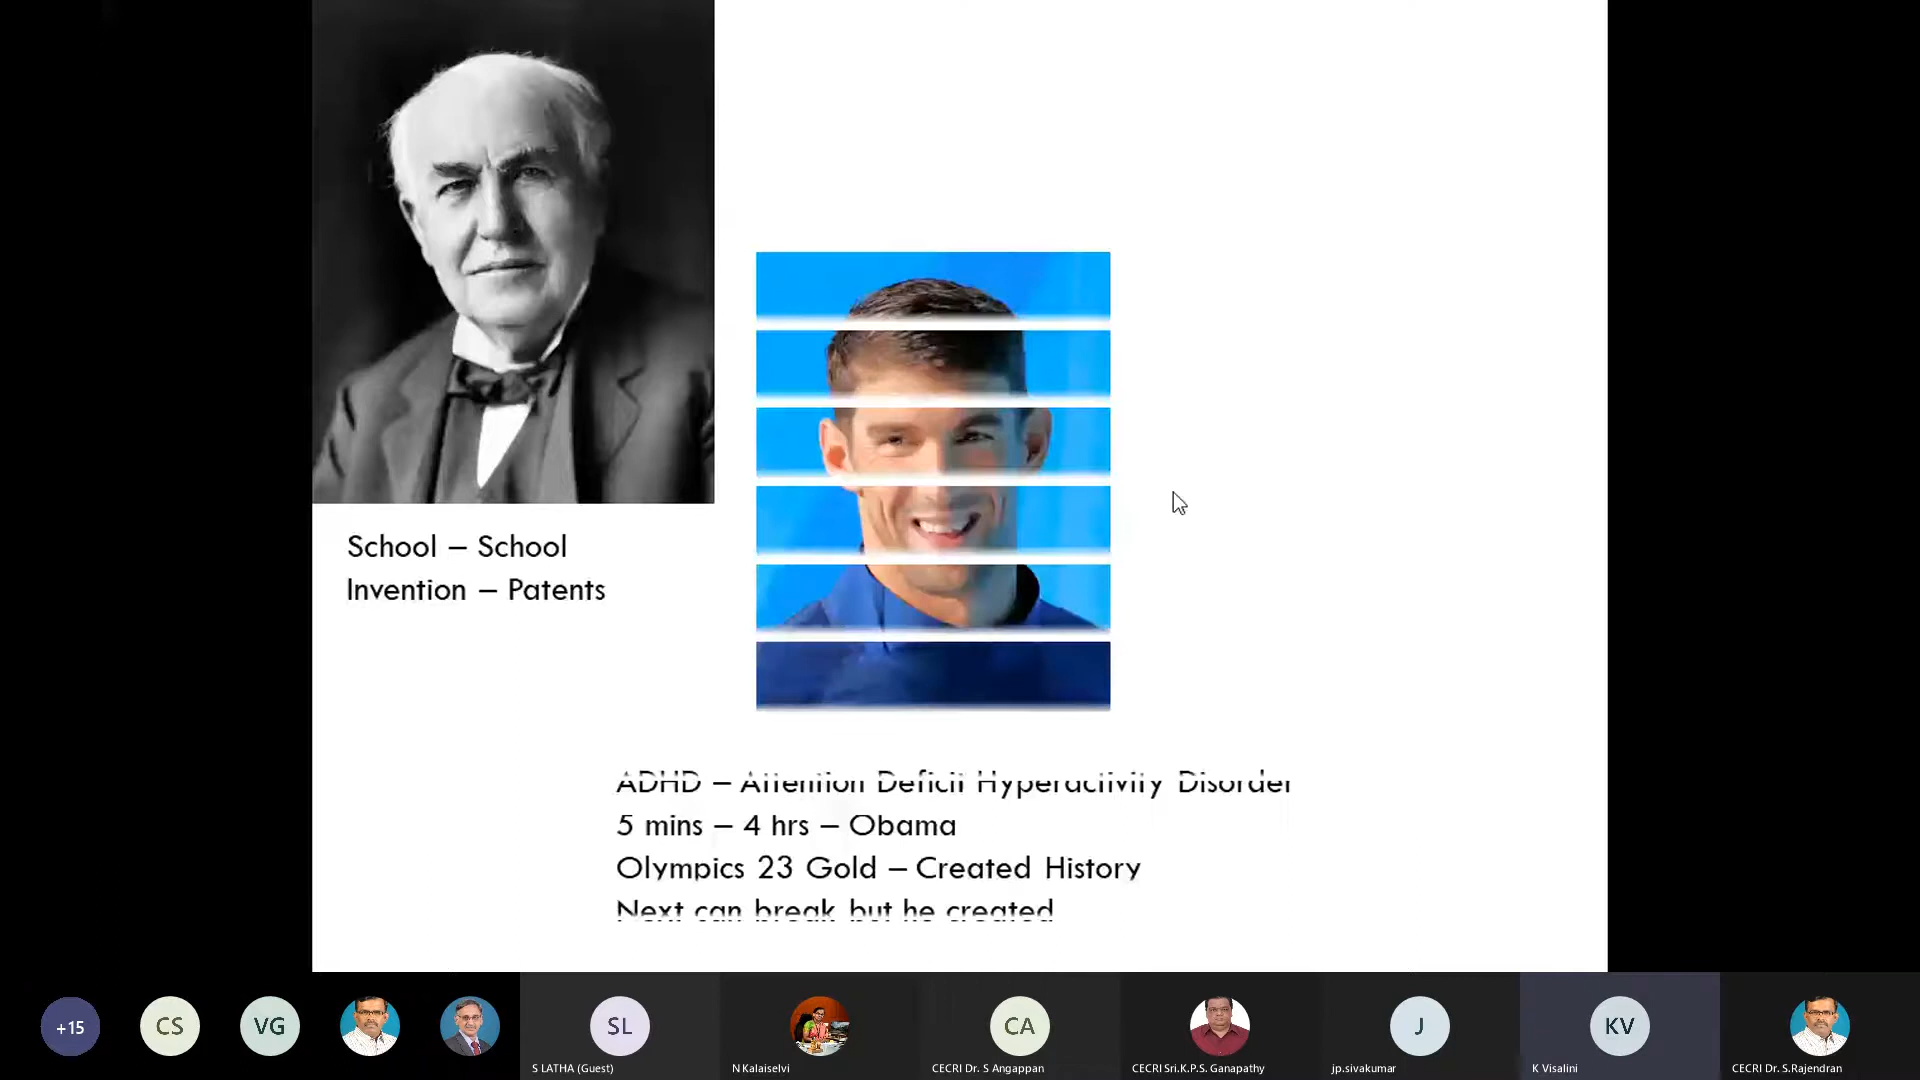 School – School
Invention – Patents
ADHD – Attention Deficit Hyperactivity Disorder
5 mins – 4 hrs – Obama
Olympics 23 Gold – Created History
Next can break but he created
+15
CS
VG
SL
CA
J
KV
S LATHA (Guest)
N Kalaiselvi
CECRI Dr. S Angappan
CECRI Sri.K.P.S. Ganapathy
jp.sivakumar
K Visalini
CECRI Dr. S.Rajendran